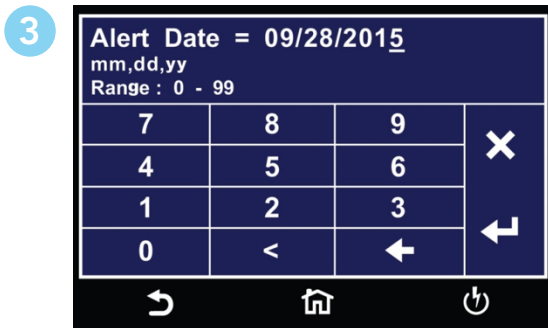 3
Alert Date = 09/28/2015
mm,dd,yy
Range : 0 - 99
7 8 9
4 5 6
1 2 3
0 <